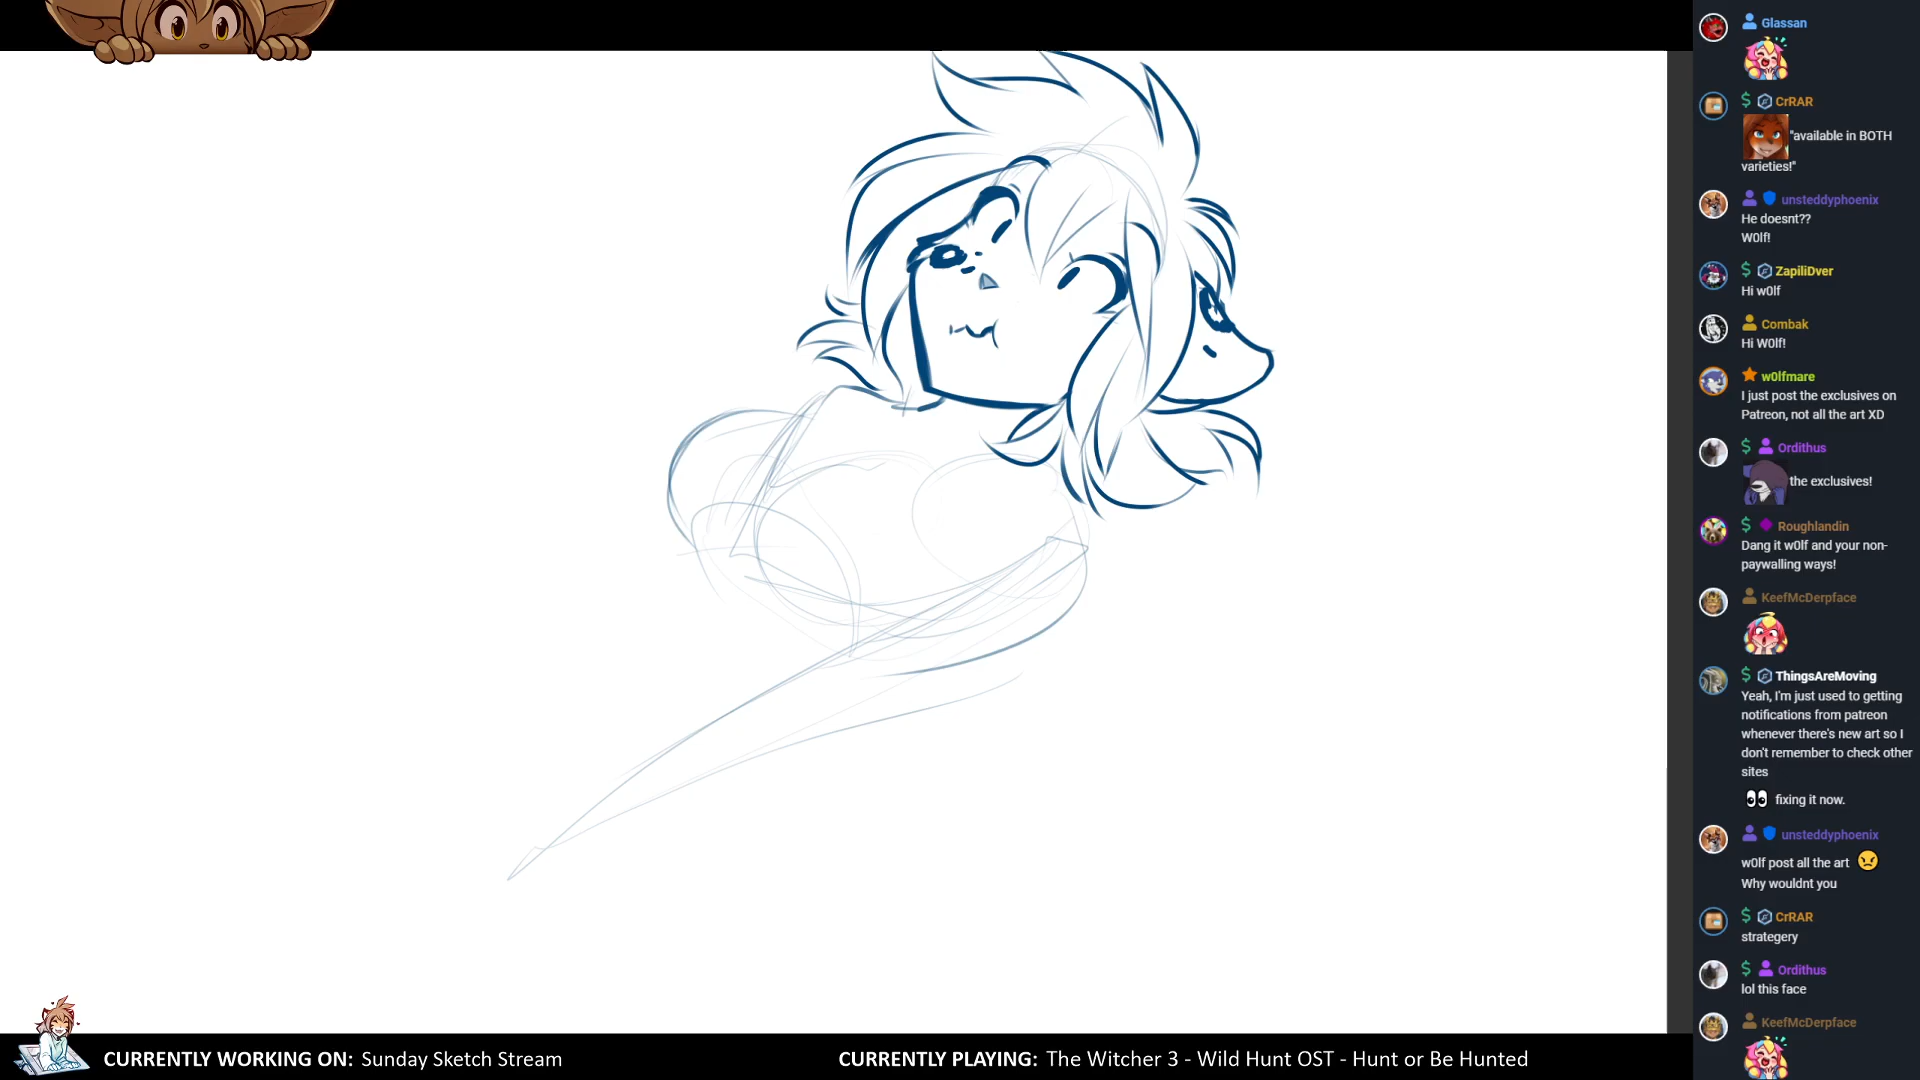 Glassan
CrRAR
"available in BOTH
varieties!"
unsteddyphoenix
He doesnt??
W0lf!
ZapiliDver
Hi w0lf
Combak
Hi W0lf!
w0lfmare
I just post the exclusives on
Patreon, not all the art XD
Ordithus
the exclusives!
Roughlandin
Dang it w0lf and your non-
paywalling ways!
KeefMcDerpface
ThingsAreMoving
Yeah, I'm just used to getting
notifications from patreon
whenever there's new art so I
don't remember to check other
sites
fixing it now.
unsteddyphoenix
w0lf post all the art
Why wouldnt you
CrRAR
strategery
Ordithus
lol this face
KeefMcDerpface
CURRENTLY WORKING ON: Sunday Sketch Stream
CURRENTLY PLAYING: The Witcher 3 - Wild Hunt OST - Hunt or Be Hunted